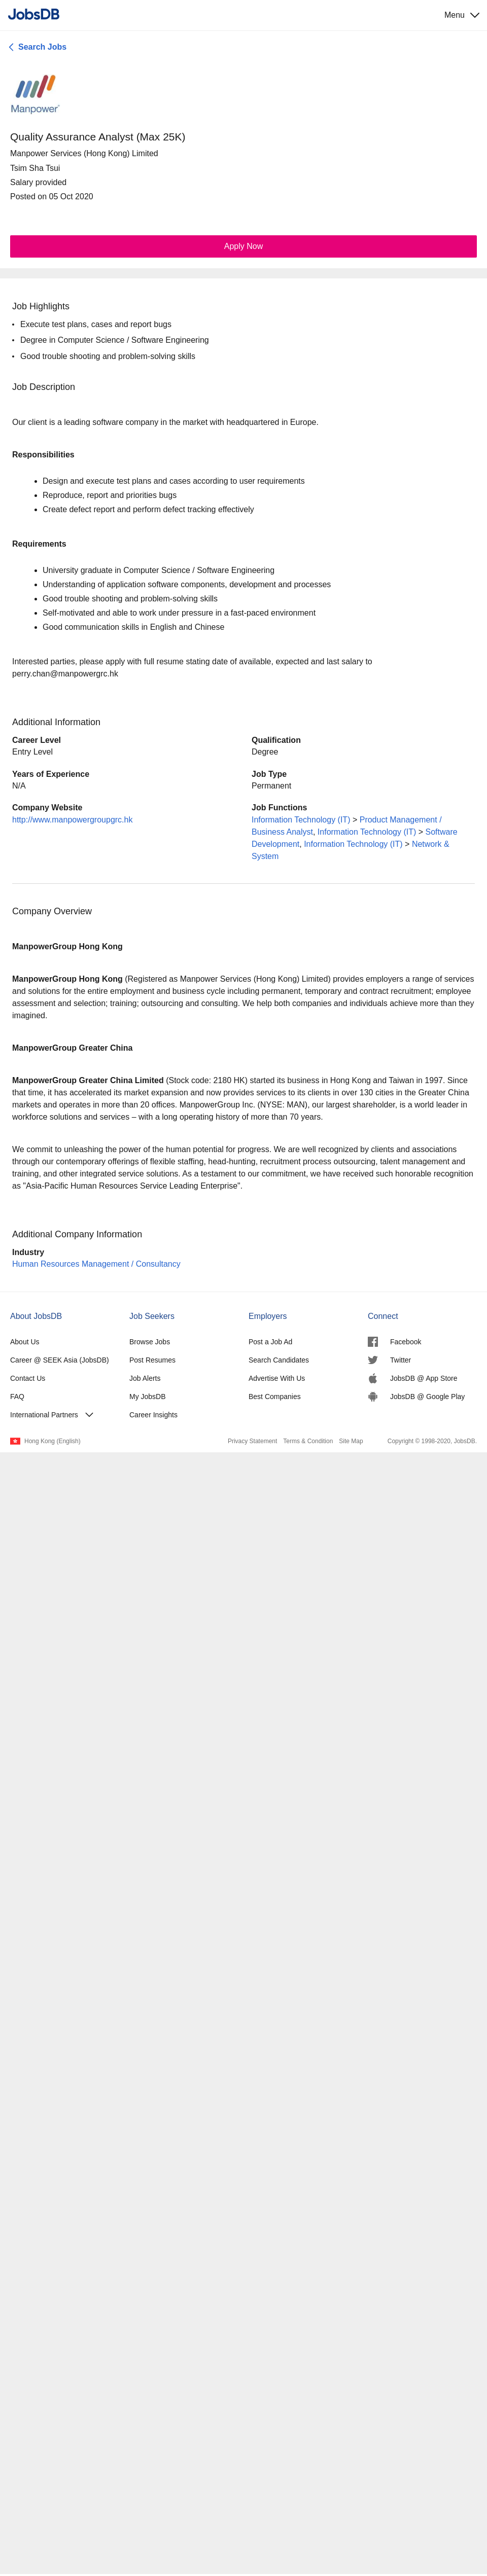 JobsDB
Menu
Search Jobs
Manpower
Quality Assurance Analyst (Max 25K)
Manpower Services (Hong Kong) Limited
Tsim Sha Tsui
Salary provided
Posted on 05 Oct 2020
Apply Now
Job Highlights
• Execute test plans, cases and report bugs
• Degree in Computer Science / Software Engineering
• Good trouble shooting and problem-solving skills
Job Description
Our client is a leading software company in the market with headquartered in Europe.
Responsibilities
• Design and execute test plans and cases according to user requirements
• Reproduce, report and priorities bugs
• Create defect report and perform defect tracking effectively
Requirements
• University graduate in Computer Science / Software Engineering
• Understanding of application software components, development and processes
• Good trouble shooting and problem-solving skills
• Self-motivated and able to work under pressure in a fast-paced environment
• Good communication skills in English and Chinese
Interested parties, please apply with full resume stating date of available, expected and last salary to
perry.chan@manpowergrc.hk
Additional Information
Career Level
Entry Level
Qualification
Degree
Years of Experience
N/A
Job Type
Permanent
Company Website
http://www.manpowergroupgrc.hk
Job Functions
Information Technology (IT) > Product Management /
Business Analyst, Information Technology (IT) > Software
Development, Information Technology (IT) > Network &
System
Company Overview
ManpowerGroup Hong Kong
ManpowerGroup Hong Kong (Registered as Manpower Services (Hong Kong) Limited) provides employers a range of services
and solutions for the entire employment and business cycle including permanent, temporary and contract recruitment; employee
assessment and selection; training; outsourcing and consulting. We help both companies and individuals achieve more than they
imagined.
ManpowerGroup Greater China
ManpowerGroup Greater China Limited (Stock code: 2180 HK) started its business in Hong Kong and Taiwan in 1997. Since
that time, it has accelerated its market expansion and now provides services to its clients in over 130 cities in the Greater China
markets and operates in more than 20 offices. ManpowerGroup Inc. (NYSE: MAN), our largest shareholder, is a world leader in
workforce solutions and services – with a long operating history of more than 70 years.
We commit to unleashing the power of the human potential for progress. We are well recognized by clients and associations
through our contemporary offerings of flexible staffing, head-hunting, recruitment process outsourcing, talent management and
training, and other integrated service solutions. As a testament to our commitment, we have received such honorable recognition
as "Asia-Pacific Human Resources Service Leading Enterprise".
Additional Company Information
Industry
Human Resources Management / Consultancy
About JobsDB
About Us
Career @ SEEK Asia (JobsDB)
Contact Us
FAQ
International Partners
Job Seekers
Browse Jobs
Post Resumes
Job Alerts
My JobsDB
Career Insights
Employers
Post a Job Ad
Search Candidates
Advertise With Us
Best Companies
Connect
Facebook
Twitter
JobsDB @ App Store
JobsDB @ Google Play
Hong Kong (English)
Privacy Statement Terms & Condition Site Map
Copyright © 1998-2020, JobsDB.